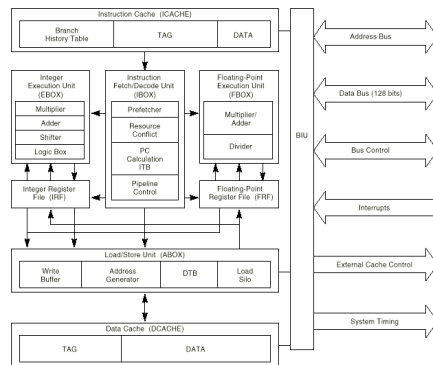 Instruction Cache (ICACHE)
Branch
History Table
TAG
DATA
Integer
Execution Unit
(EBOX)
Multiplier
Adder
Shifter
Logic Box
Instruction
Fetch/Decode Unit
(IBOX)
Prefetcher
Resource
Conflict
PC
Calculation
ITB
Pipeline
Control
Floating-Point
Execution Unit
(FBOX)
Multiplier/
Adder
Divider
Integer Register
File (IRF)
Floating-Point
Register File (FRF)
Load/Store Unit (ABOX)
Write
Buffer
Address
Generator
DTB
Load
Silo
Data Cache (DCACHE)
TAG
DATA
BIU
Address Bus
Data Bus (128 bits)
Bus Control
Interrupts
External Cache Control
System Timing